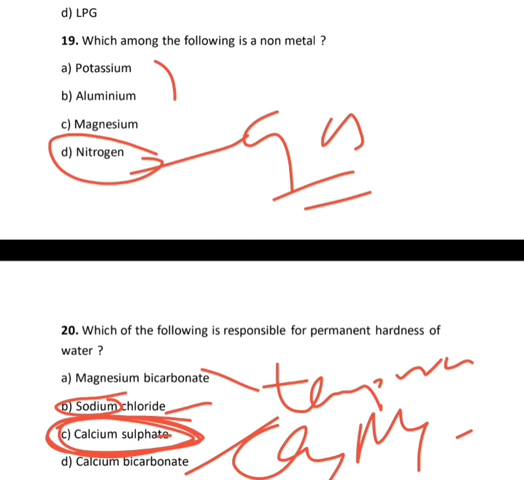 d) LPG
19. Which among the following is a non metal ?
a) Potassium
b) Aluminium
c) Magnesium
d) Nitrogen
20. Which of the following is responsible for permanent hardness of
water ?
a) Magnesium bicarbonate
b) Sodium chloride
c) Calcium sulphate
d) Calcium bicarbonate